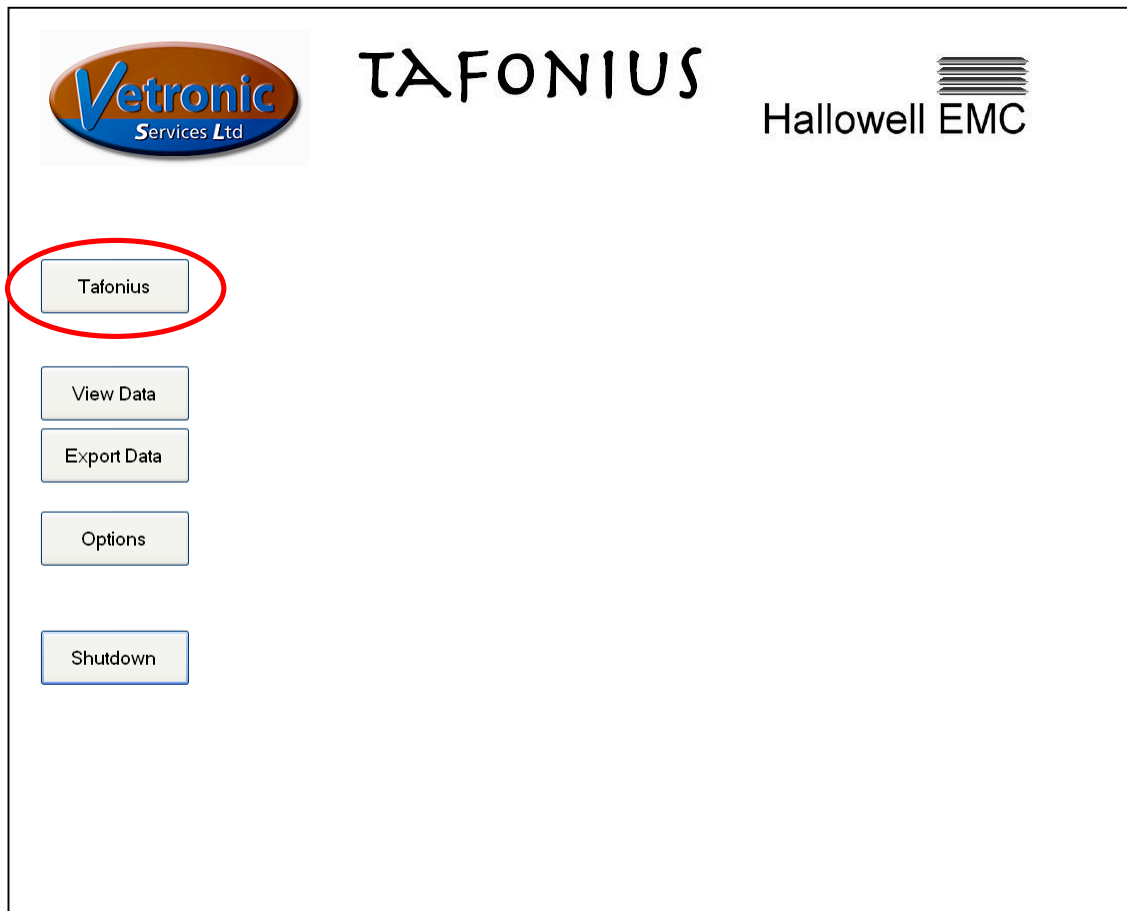 Vetronic
Services Ltd
TAFONIUS
Hallowell EMC
Tafonius
View Data
Export Data
Options
Shutdown